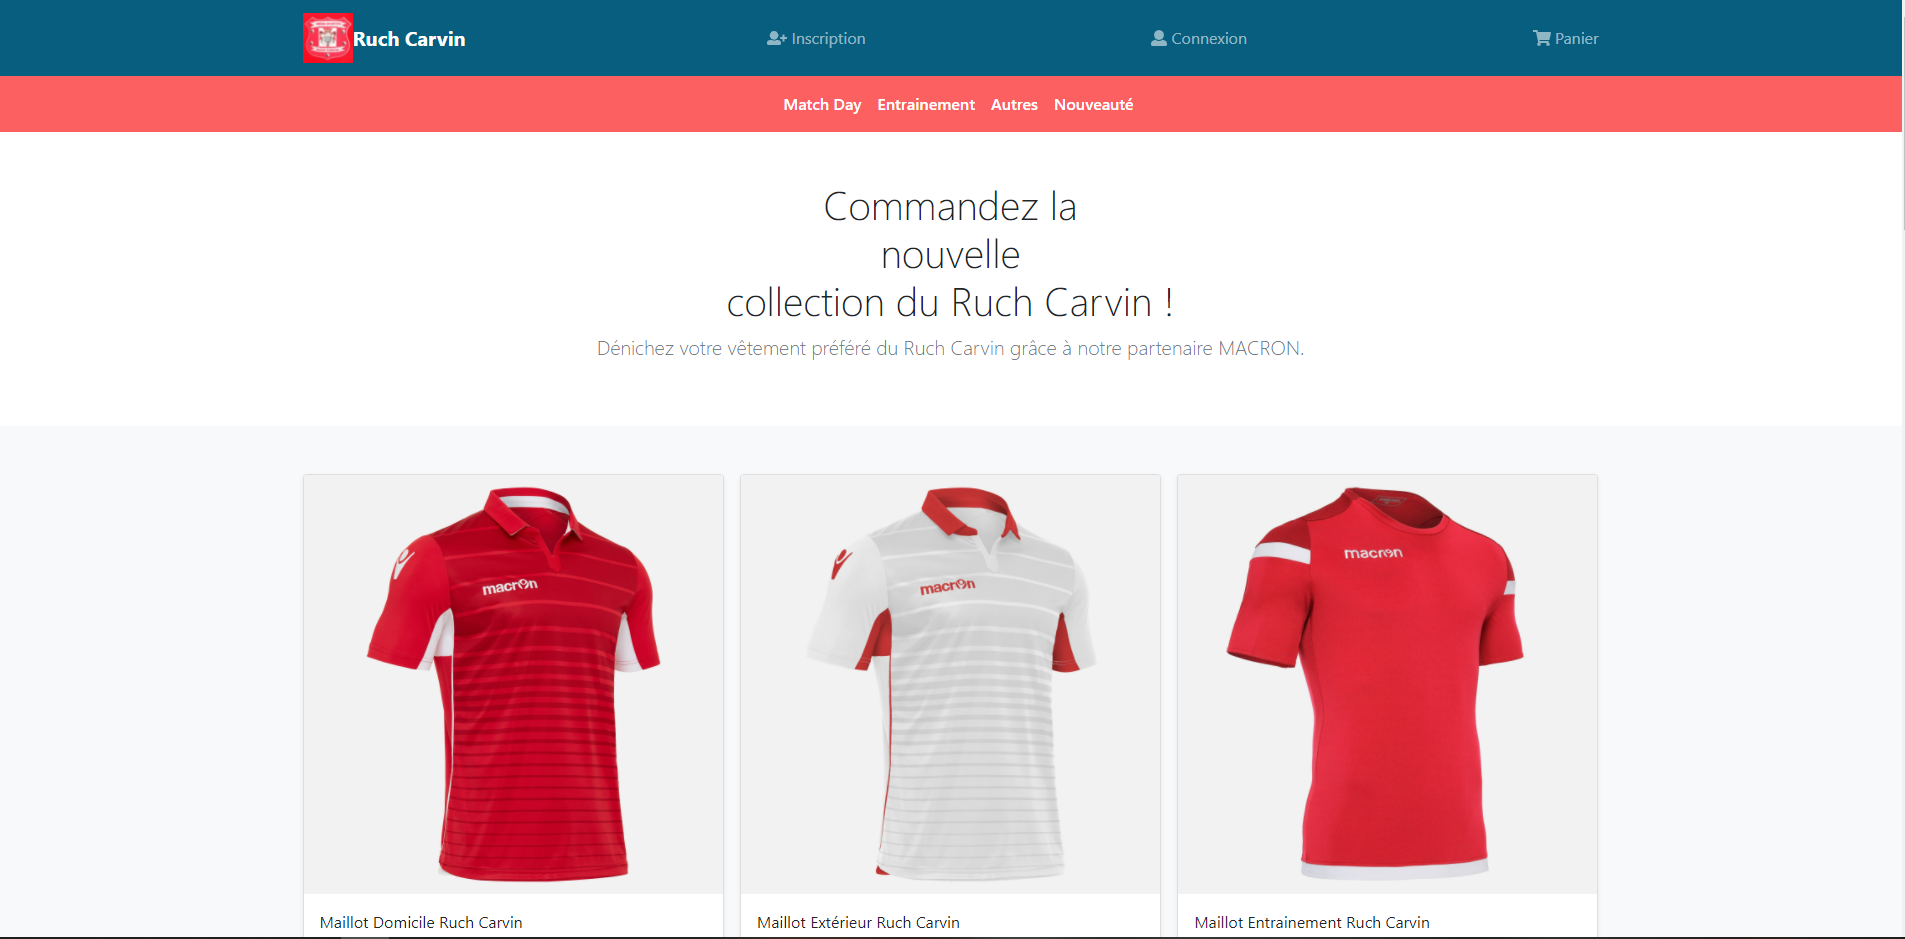 Ruch Carvin
Inscription
Connexion
Panier
Match Day
Entrainement
Autres
Nouveauté
Commandez la
nouvelle
collection du Ruch Carvin !
Dénichez votre vêtement préféré du Ruch Carvin grâce à notre partenaire MACRON.
macron
macron
macron
Maillot Domicile Ruch Carvin
Maillot Extérieur Ruch Carvin
Maillot Entrainement Ruch Carvin